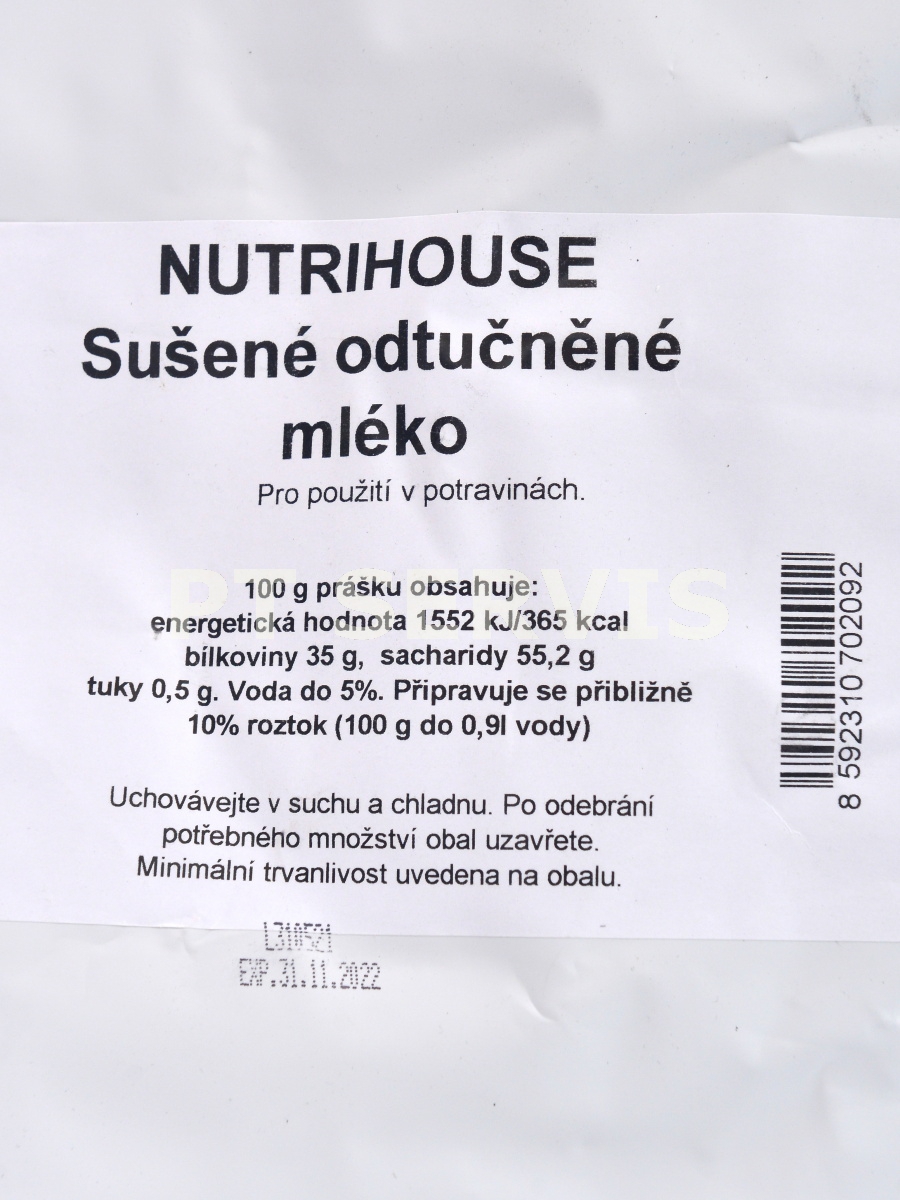 NUTRIHOUSE
Sušené odtučněné
mléko
Pro použití v potravinách.
PT SERVIS
100 g prášku obsahuje:
energetická hodnota 1552 kJ/365 kcal
bílkoviny 35 g, sacharidy 55,2 g
tuky 0,5 g. Voda do 5%. Připravuje se přibližně
10% roztok (100 g do 0,9l vody)
Uchovávejte v suchu a chladnu. Po odebrání
potřebného množství obal uzavřete.
Minimální trvanlivost uvedena na obalu.
8 592310 702092
L310521
EXP.31.11.2022